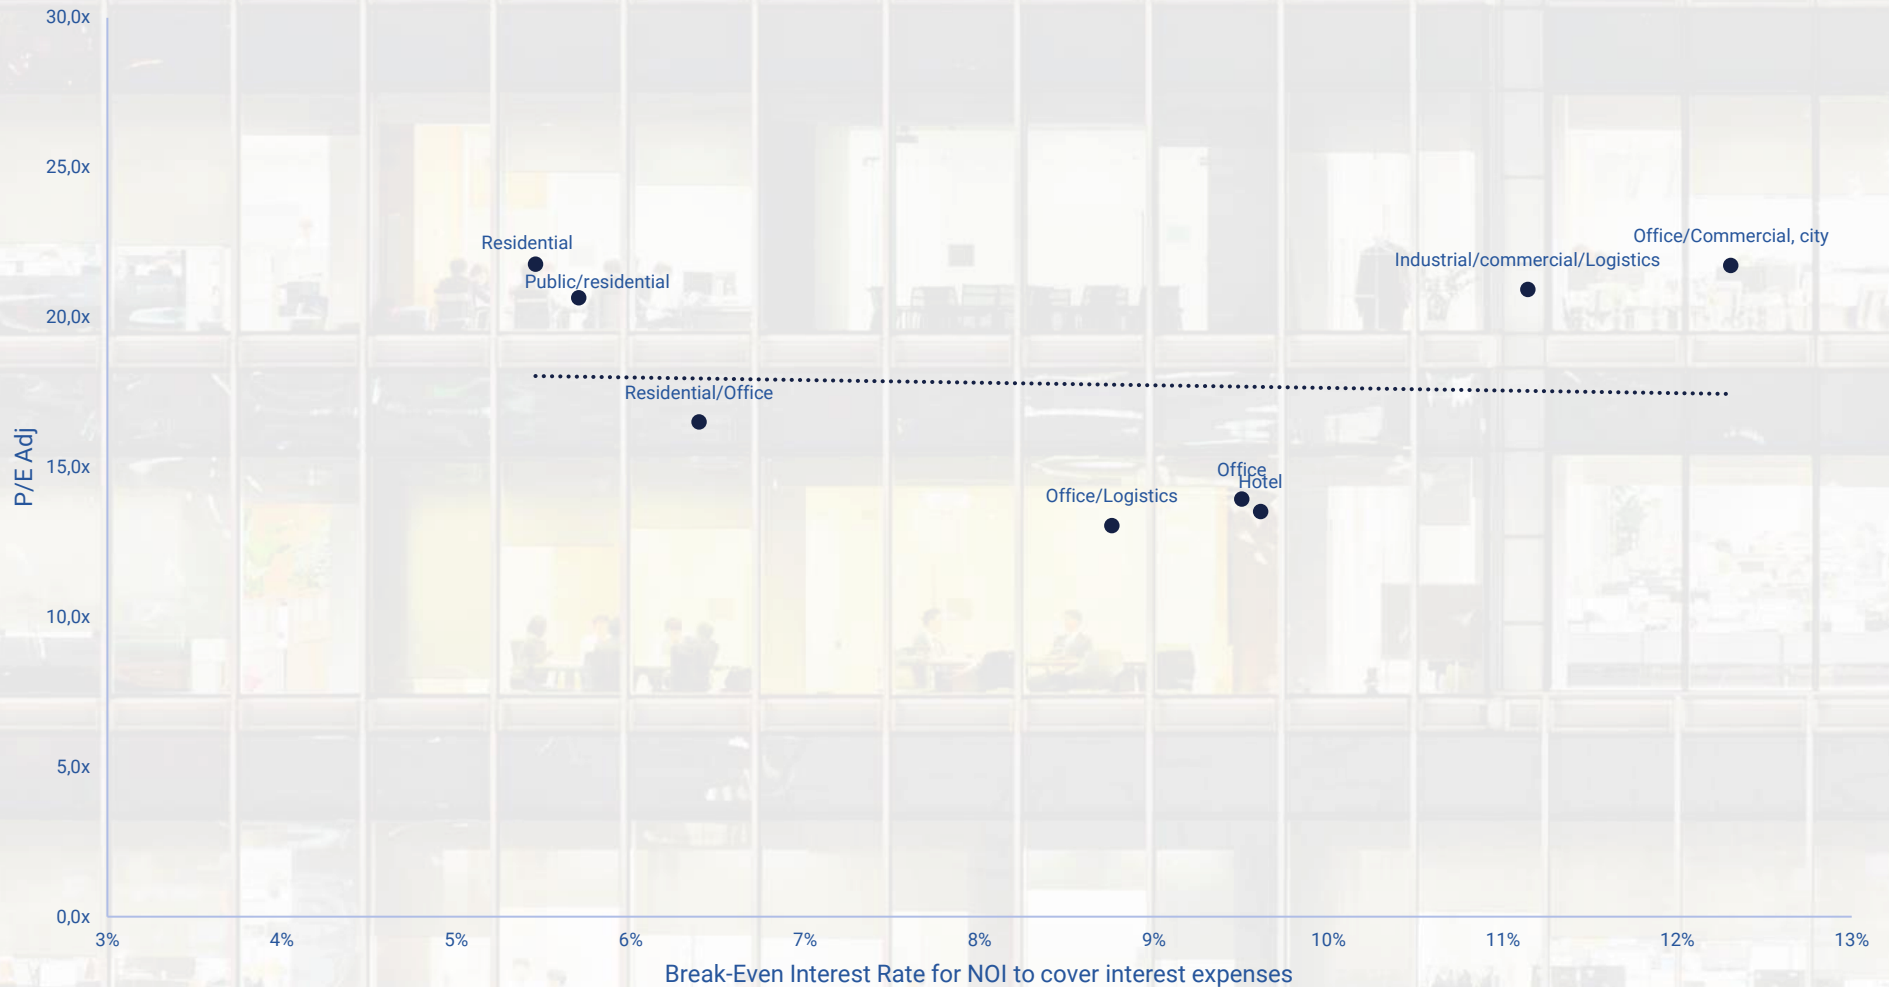 30,0x
25,0x
20,0x
15,0x
10,0x
5,0x
0,0x
P/E Adj
Residential
Public/residential
Residential/Office
Office/Logistics
Office
Hotel
Industrial/commercial/Logistics
Office/Commercial, city
3%
4%
5%
6%
7%
8%
9%
10%
11%
12%
13%
Break-Even Interest Rate for NOI to cover interest expenses